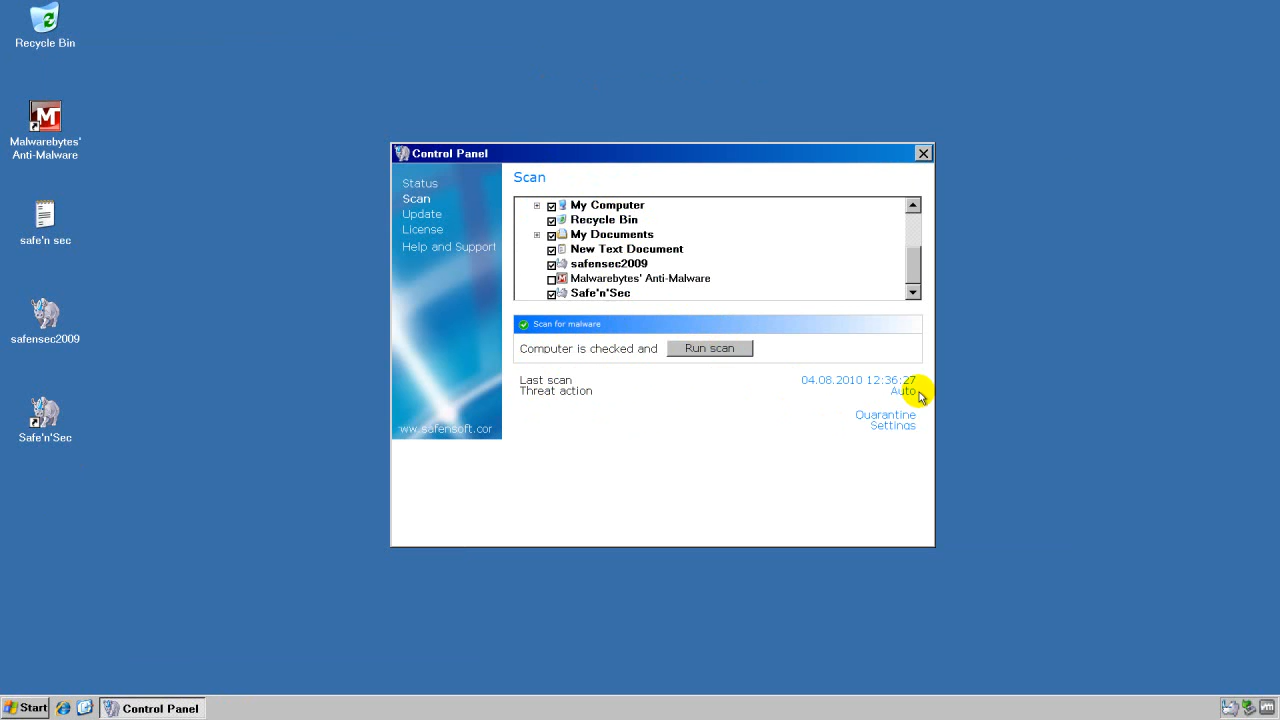 Recycle Bin
Malwarebytes'
Anti-Malware
safe'n sec
safensec2009
Safe'n'Sec
Control Panel
Status
Scan
Update
License
Help and Support
www.safensoft.cor
Scan
My Computer
Recycle Bin
My Documents
New Text Document
safensec2009
Malwarebytes' Anti-Malware
Safe'n'Sec
Scan for malware
Computer is checked and
Run scan
Last scan 04.08.2010 12:36:27
Threat action Auto
Quarantine
Settings
Start
Control Panel